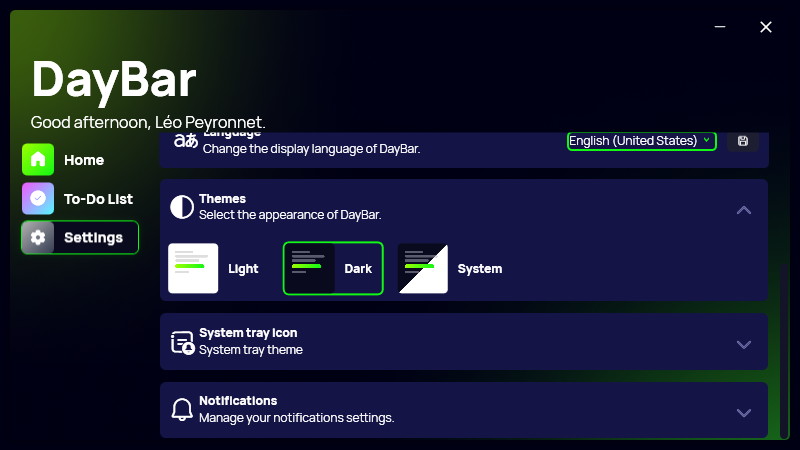 DayBar
Good afternoon, Léo Peyronnet.
Home
To-Do List
Settings
Language
Change the display language of DayBar.
English (United States)
Themes
Select the appearance of DayBar.
Light
Dark
System
System tray icon
System tray theme
Notifications
Manage your notifications settings.